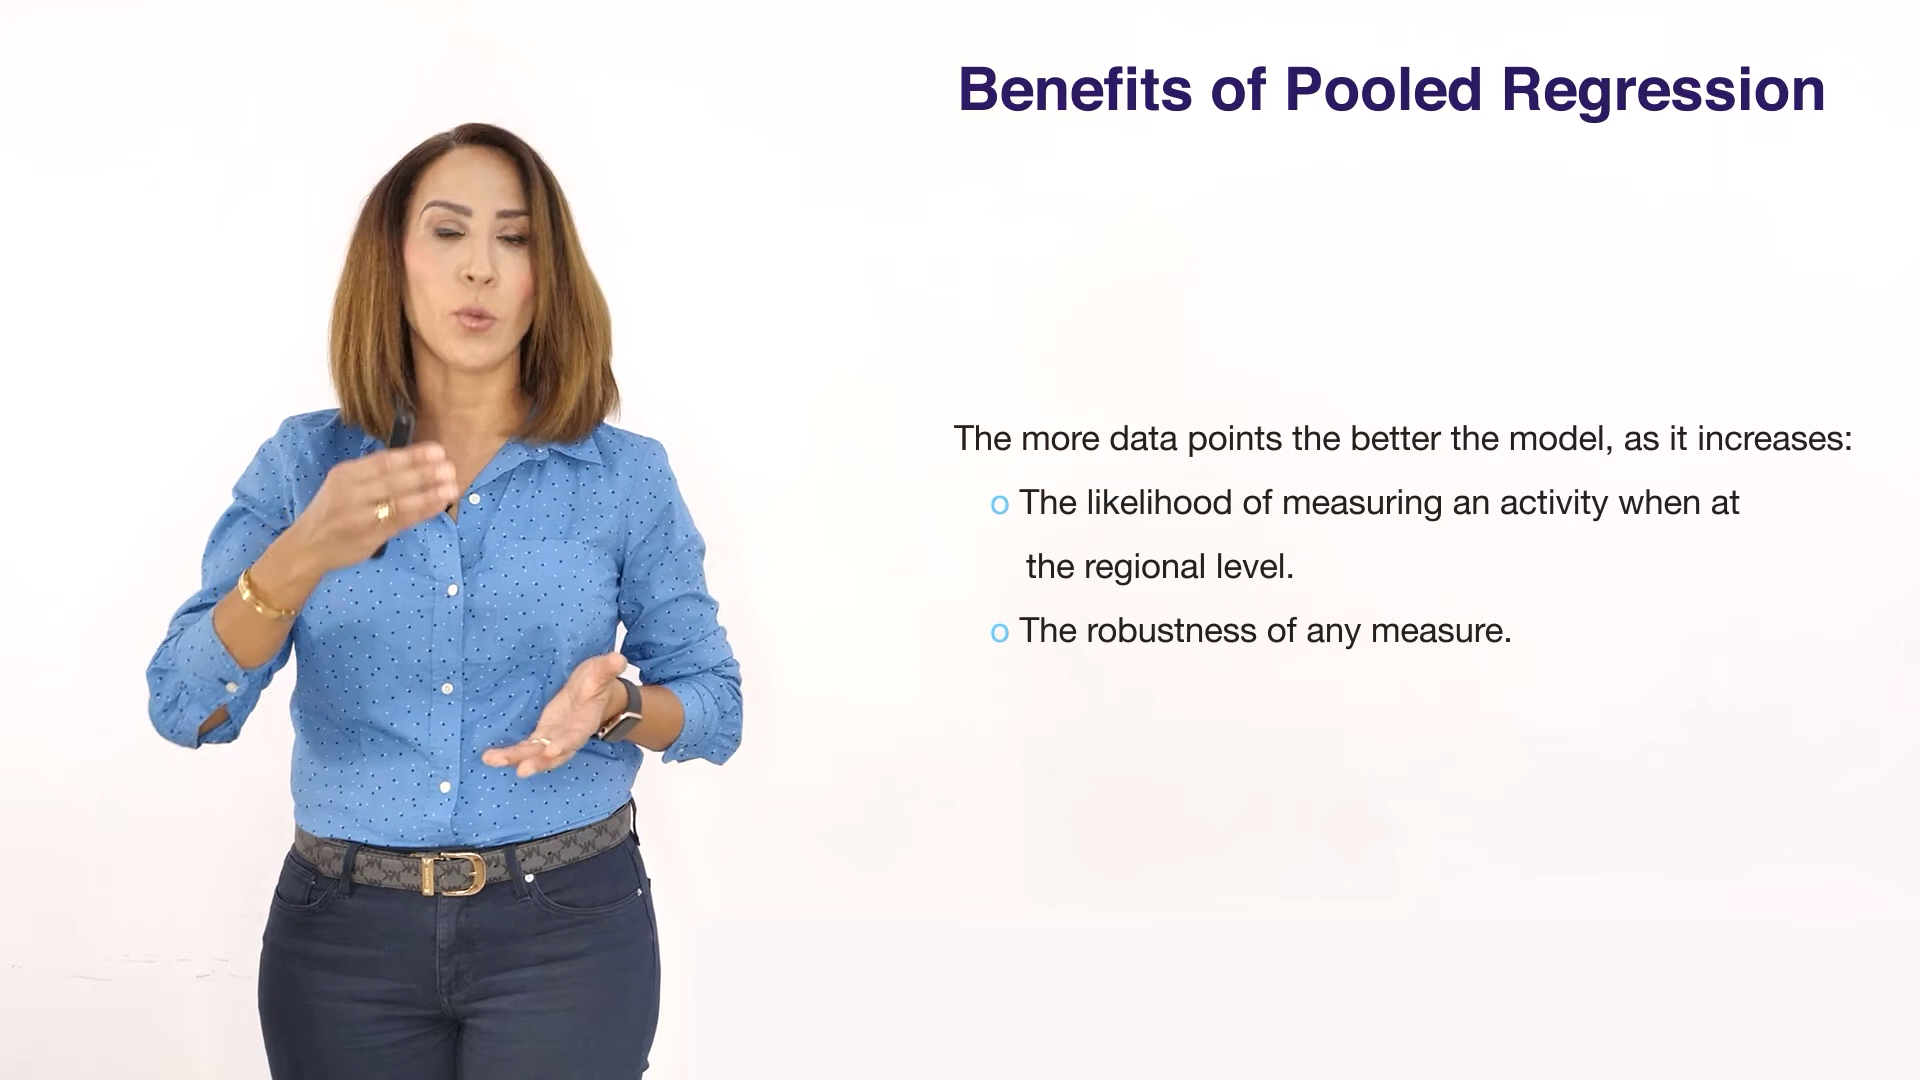 Benefits of Pooled Regression
The more data points the better the model, as it increases:
o The likelihood of measuring an activity when at
the regional level.
o The robustness of any measure.